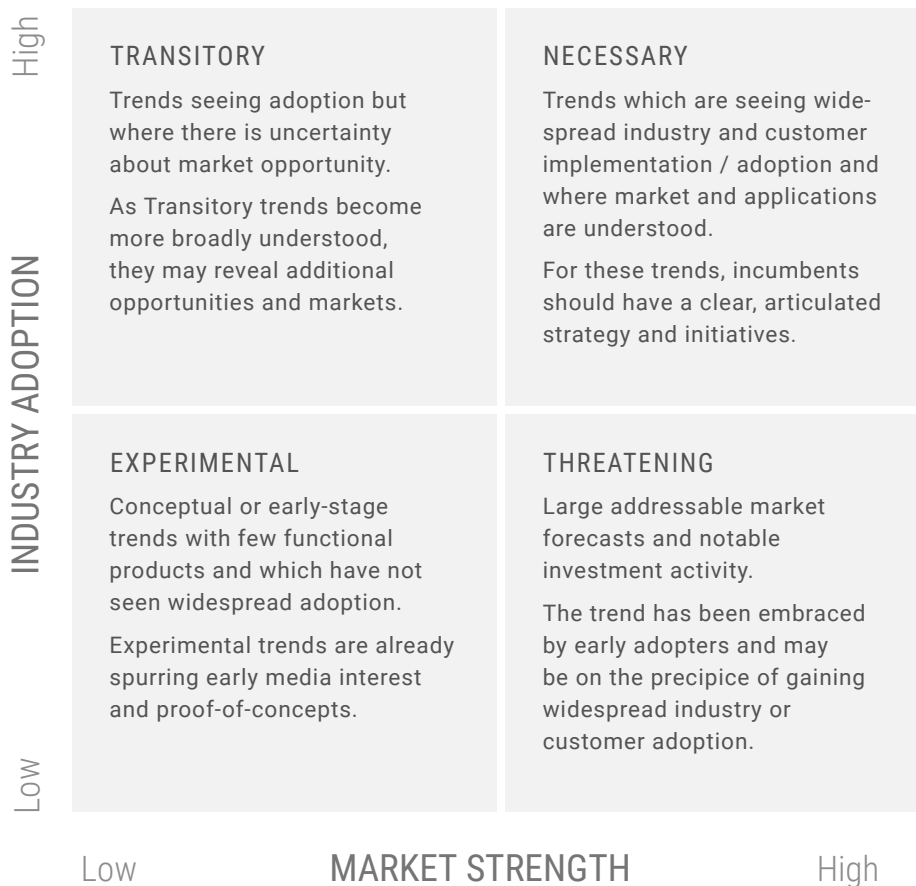 High
INDUSTRY ADOPTION
Low
TRANSITORY
Trends seeing adoption but
where there is uncertainty
about market opportunity.
As Transitory trends become
more broadly understood,
they may reveal additional
opportunities and markets.
NECESSARY
Trends which are seeing wide-
spread industry and customer
implementation / adoption and
where market and applications
are understood.
For these trends, incumbents
should have a clear, articulated
strategy and initiatives.
EXPERIMENTAL
Conceptual or early-stage
trends with few functional
products and which have not
seen widespread adoption.
Experimental trends are already
spurring early media interest
and proof-of-concepts.
THREATENING
Large addressable market
forecasts and notable
investment activity.
The trend has been embraced
by early adopters and may
be on the precipice of gaining
widespread industry or
customer adoption.
Low
MARKET STRENGTH
High